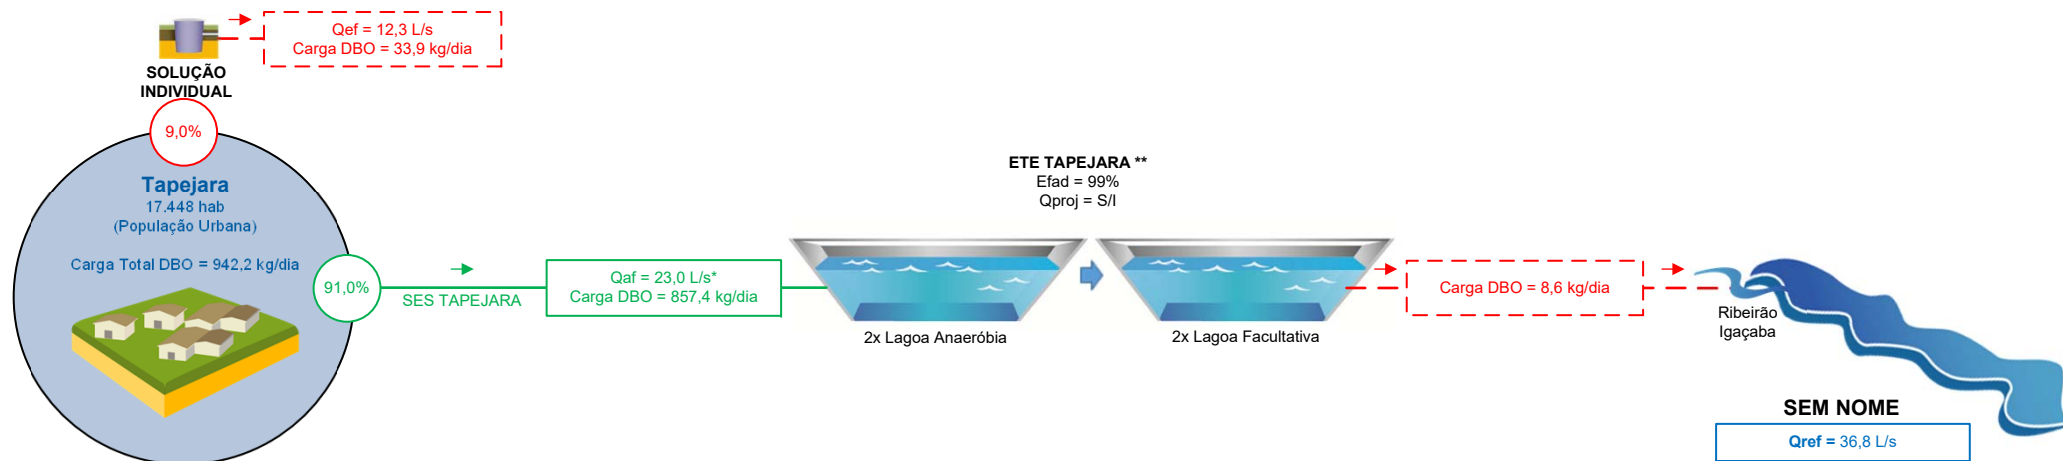 Qef = 12,3 L/s
Carga DBO = 33,9 kg/dia
SOLUÇÃO
INDIVIDUAL
9,0%
Tapejara
17.448 hab
(População Urbana)
Carga Total DBO = 942,2 kg/dia
91,0%
SES TAPEJARA
Qaf = 23,0 L/s*
Carga DBO = 857,4 kg/dia
ETE TAPEJARA **
Efad = 99%
Qproj = S/I
2x Lagoa Anaeróbia
2x Lagoa Facultativa
Carga DBO = 8,6 kg/dia
Ribeirão
Igaçaba
SEM NOME
Qref = 36,8 L/s